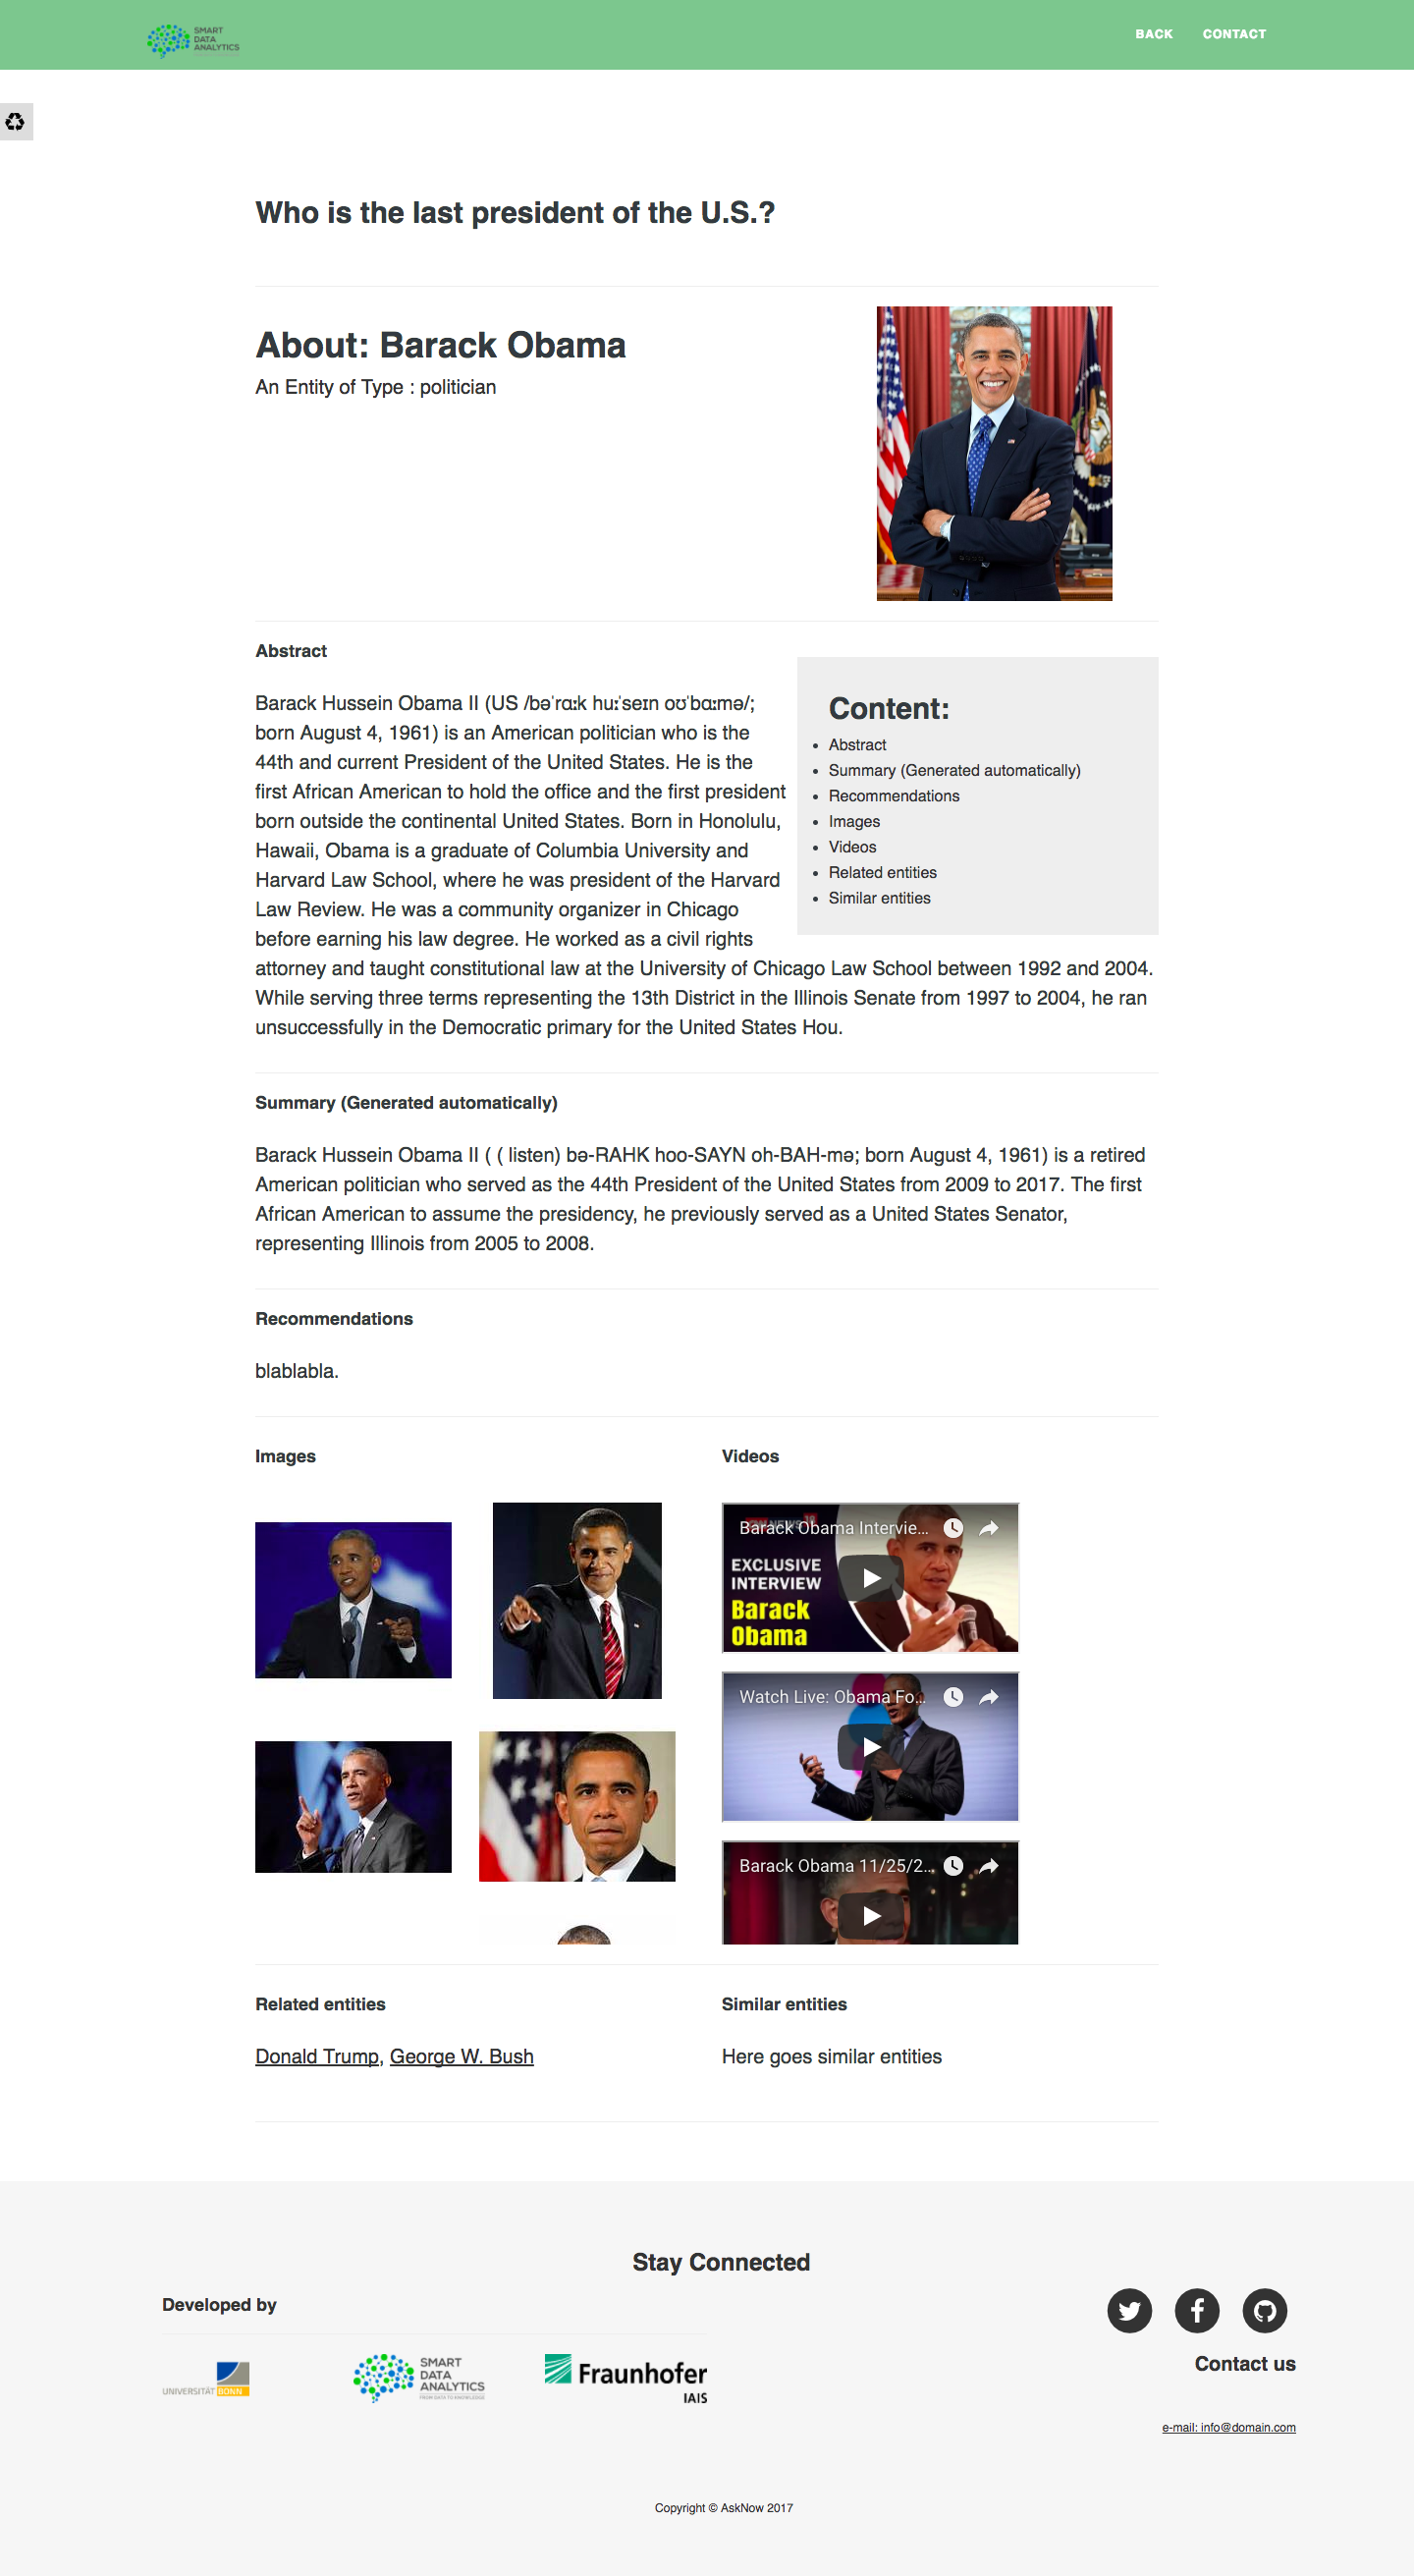 SMART
DATA
ANALYTICS
BACK CONTACT
Who is the last president of the U.S.?
About: Barack Obama
An Entity of Type : politician
Abstract
Barack Hussein Obama II (US /bəˈrɑːk huːˈseɪn oʊˈbɑːmə/;
born August 4, 1961) is an American politician who is the
44th and current President of the United States. He is the
first African American to hold the office and the first president
born outside the continental United States. Born in Honolulu,
Hawaii, Obama is a graduate of Columbia University and
Harvard Law School, where he was president of the Harvard
Law Review. He was a community organizer in Chicago
before earning his law degree. He worked as a civil rights
attorney and taught constitutional law at the University of Chicago Law School between 1992 and 2004.
While serving three terms representing the 13th District in the Illinois Senate from 1997 to 2004, he ran
unsuccessfully in the Democratic primary for the United States Hou.
Content:
Abstract
Summary (Generated automatically)
Recommendations
Images
Videos
Related entities
Similar entities
Summary (Generated automatically)
Barack Hussein Obama II ( ( listen) bə-RAHK hoo-SAYN oh-BAH-mə; born August 4, 1961) is a retired
American politician who served as the 44th President of the United States from 2009 to 2017. The first
African American to assume the presidency, he previously served as a United States Senator,
representing Illinois from 2005 to 2008.
Recommendations
blablabla.
Images
Videos
Barack Obama Intervie...
EXCLUSIVE
INTERVIEW
Barack
Obama
Watch Live: Obama Fo...
Barack Obama 11/25/2...
Related entities
Donald Trump, George W. Bush
Similar entities
Here goes similar entities
Stay Connected
Developed by
UNIVERSITÄT BONN
SMART
DATA
ANALYTICS
FROM DATA TO KNOWLEDGE
Fraunhofer
IAIS
Contact us
e-mail: info@domain.com
Copyright © AskNow 2017